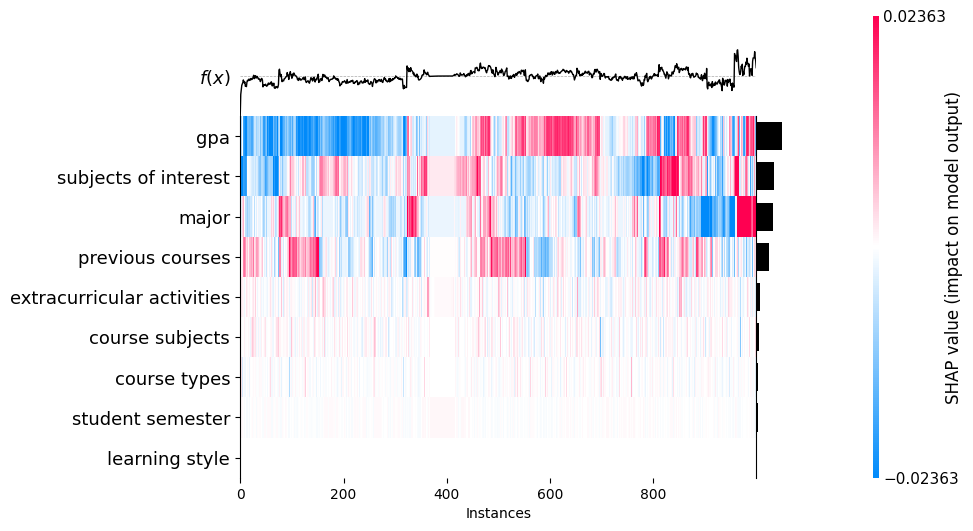 0.02363
f(x)
gpa
subjects of interest
major
previous courses
extracurricular activities
course subjects
course types
student semester
learning style
0 200 400 600 800
Instances
−0.02363
SHAP value (impact on model output)